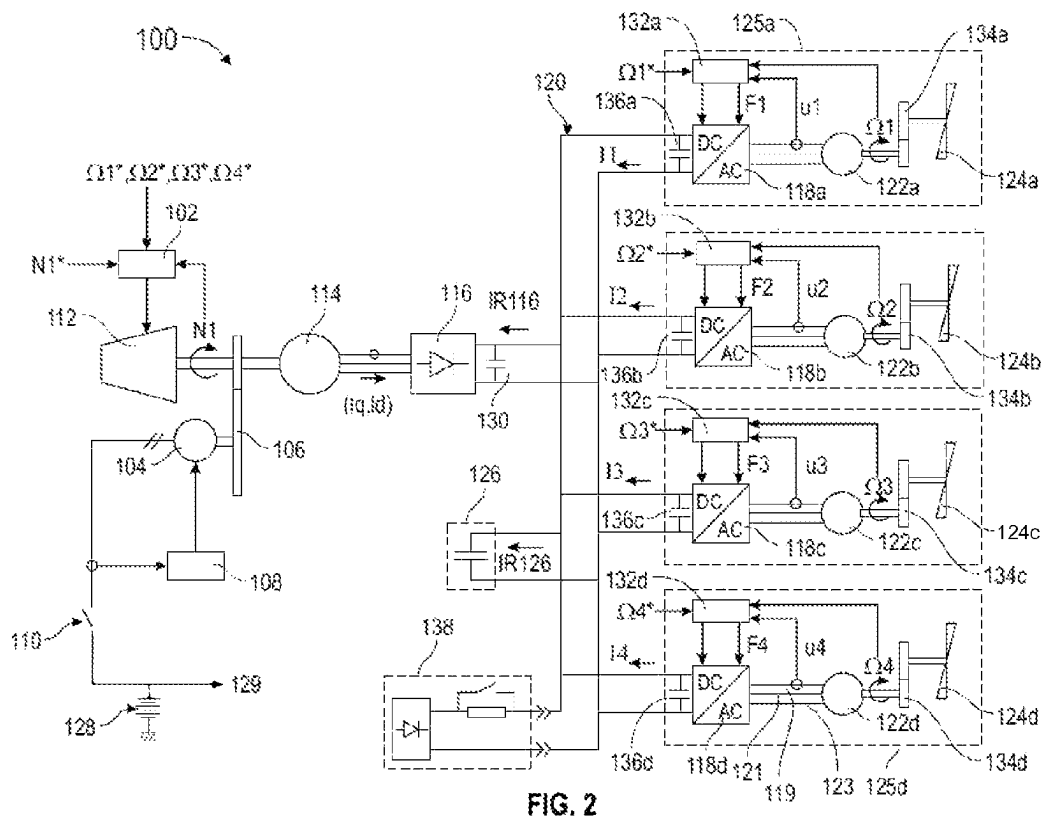 100
132a
125a
134a
Ω1*
F1
u1
Ω1
136a
120
I1
DC
AC
118a
122a
124a
Ω1*,Ω2*,Ω3*,Ω4*
102
N1*
N1
112
114
116
IR116
(iq.id)
130
132b
Ω2*
F2
u2
Ω2
I2
DC
AC
136b
118b
122b
124b
134b
104
106
108
110
128
129
126
IR126
132c
Ω3*
F3
u3
Ω3
I3
DC
AC
136c
118c
122c
124c
134c
138
132d
Ω4*
F4
u4
Ω4
I4
DC
AC
136d
118d
121
119
123
122d
125d
124d
134d
FIG. 2